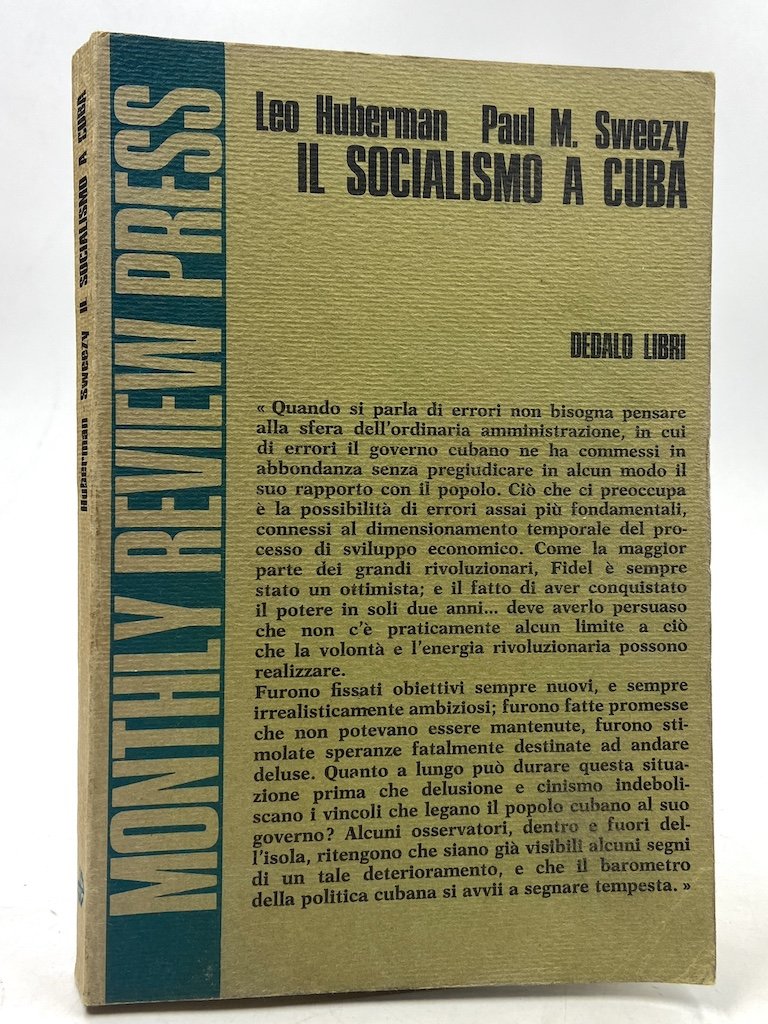 Leo Huberman Paul M. Sweezy
IL SOCIALISMO A CUBA
DEDALO LIBRI
« Quando si parla di errori non bisogna pensare
alla sfera dell'ordinaria amministrazione, in cui
di errori il governo cubano ne ha commessi in
abbondanza senza pregiudicare in alcun modo il
suo rapporto con il popolo. Ciò che ci preoccupa
è la possibilità di errori assai più fondamentali,
connessi al dimensionamento temporale del pro-
cesso di sviluppo economico. Come la maggior
parte dei grandi rivoluzionari, Fidel è sempre
stato un ottimista; e il fatto di aver conquistato
il potere in soli due anni... deve averlo persuaso
che non c'è praticamente alcun limite a ciò
che la volontà e l'energia rivoluzionaria possono
realizzare.
Furono fissati obiettivi sempre nuovi, e sempre
irrealisticamente ambiziosi; furono fatte promesse
che non potevano essere mantenute, furono sti-
molate speranze fatalmente destinate ad andare
deluse. Quanto a lungo può durare questa situa-
zione prima che delusione e cinismo indeboli-
scano i vincoli che legano il popolo cubano al suo
governo? Alcuni osservatori, dentro e fuori del-
l'isola, ritengono che siano già visibili alcuni segni
di un tale deterioramento, e che il barometro
della politica cubana si avvii a segnare tempesta. »
MONTHLY REVIEW PRESS
Huberman Sweezy IL SOCIALISMO A CUBA